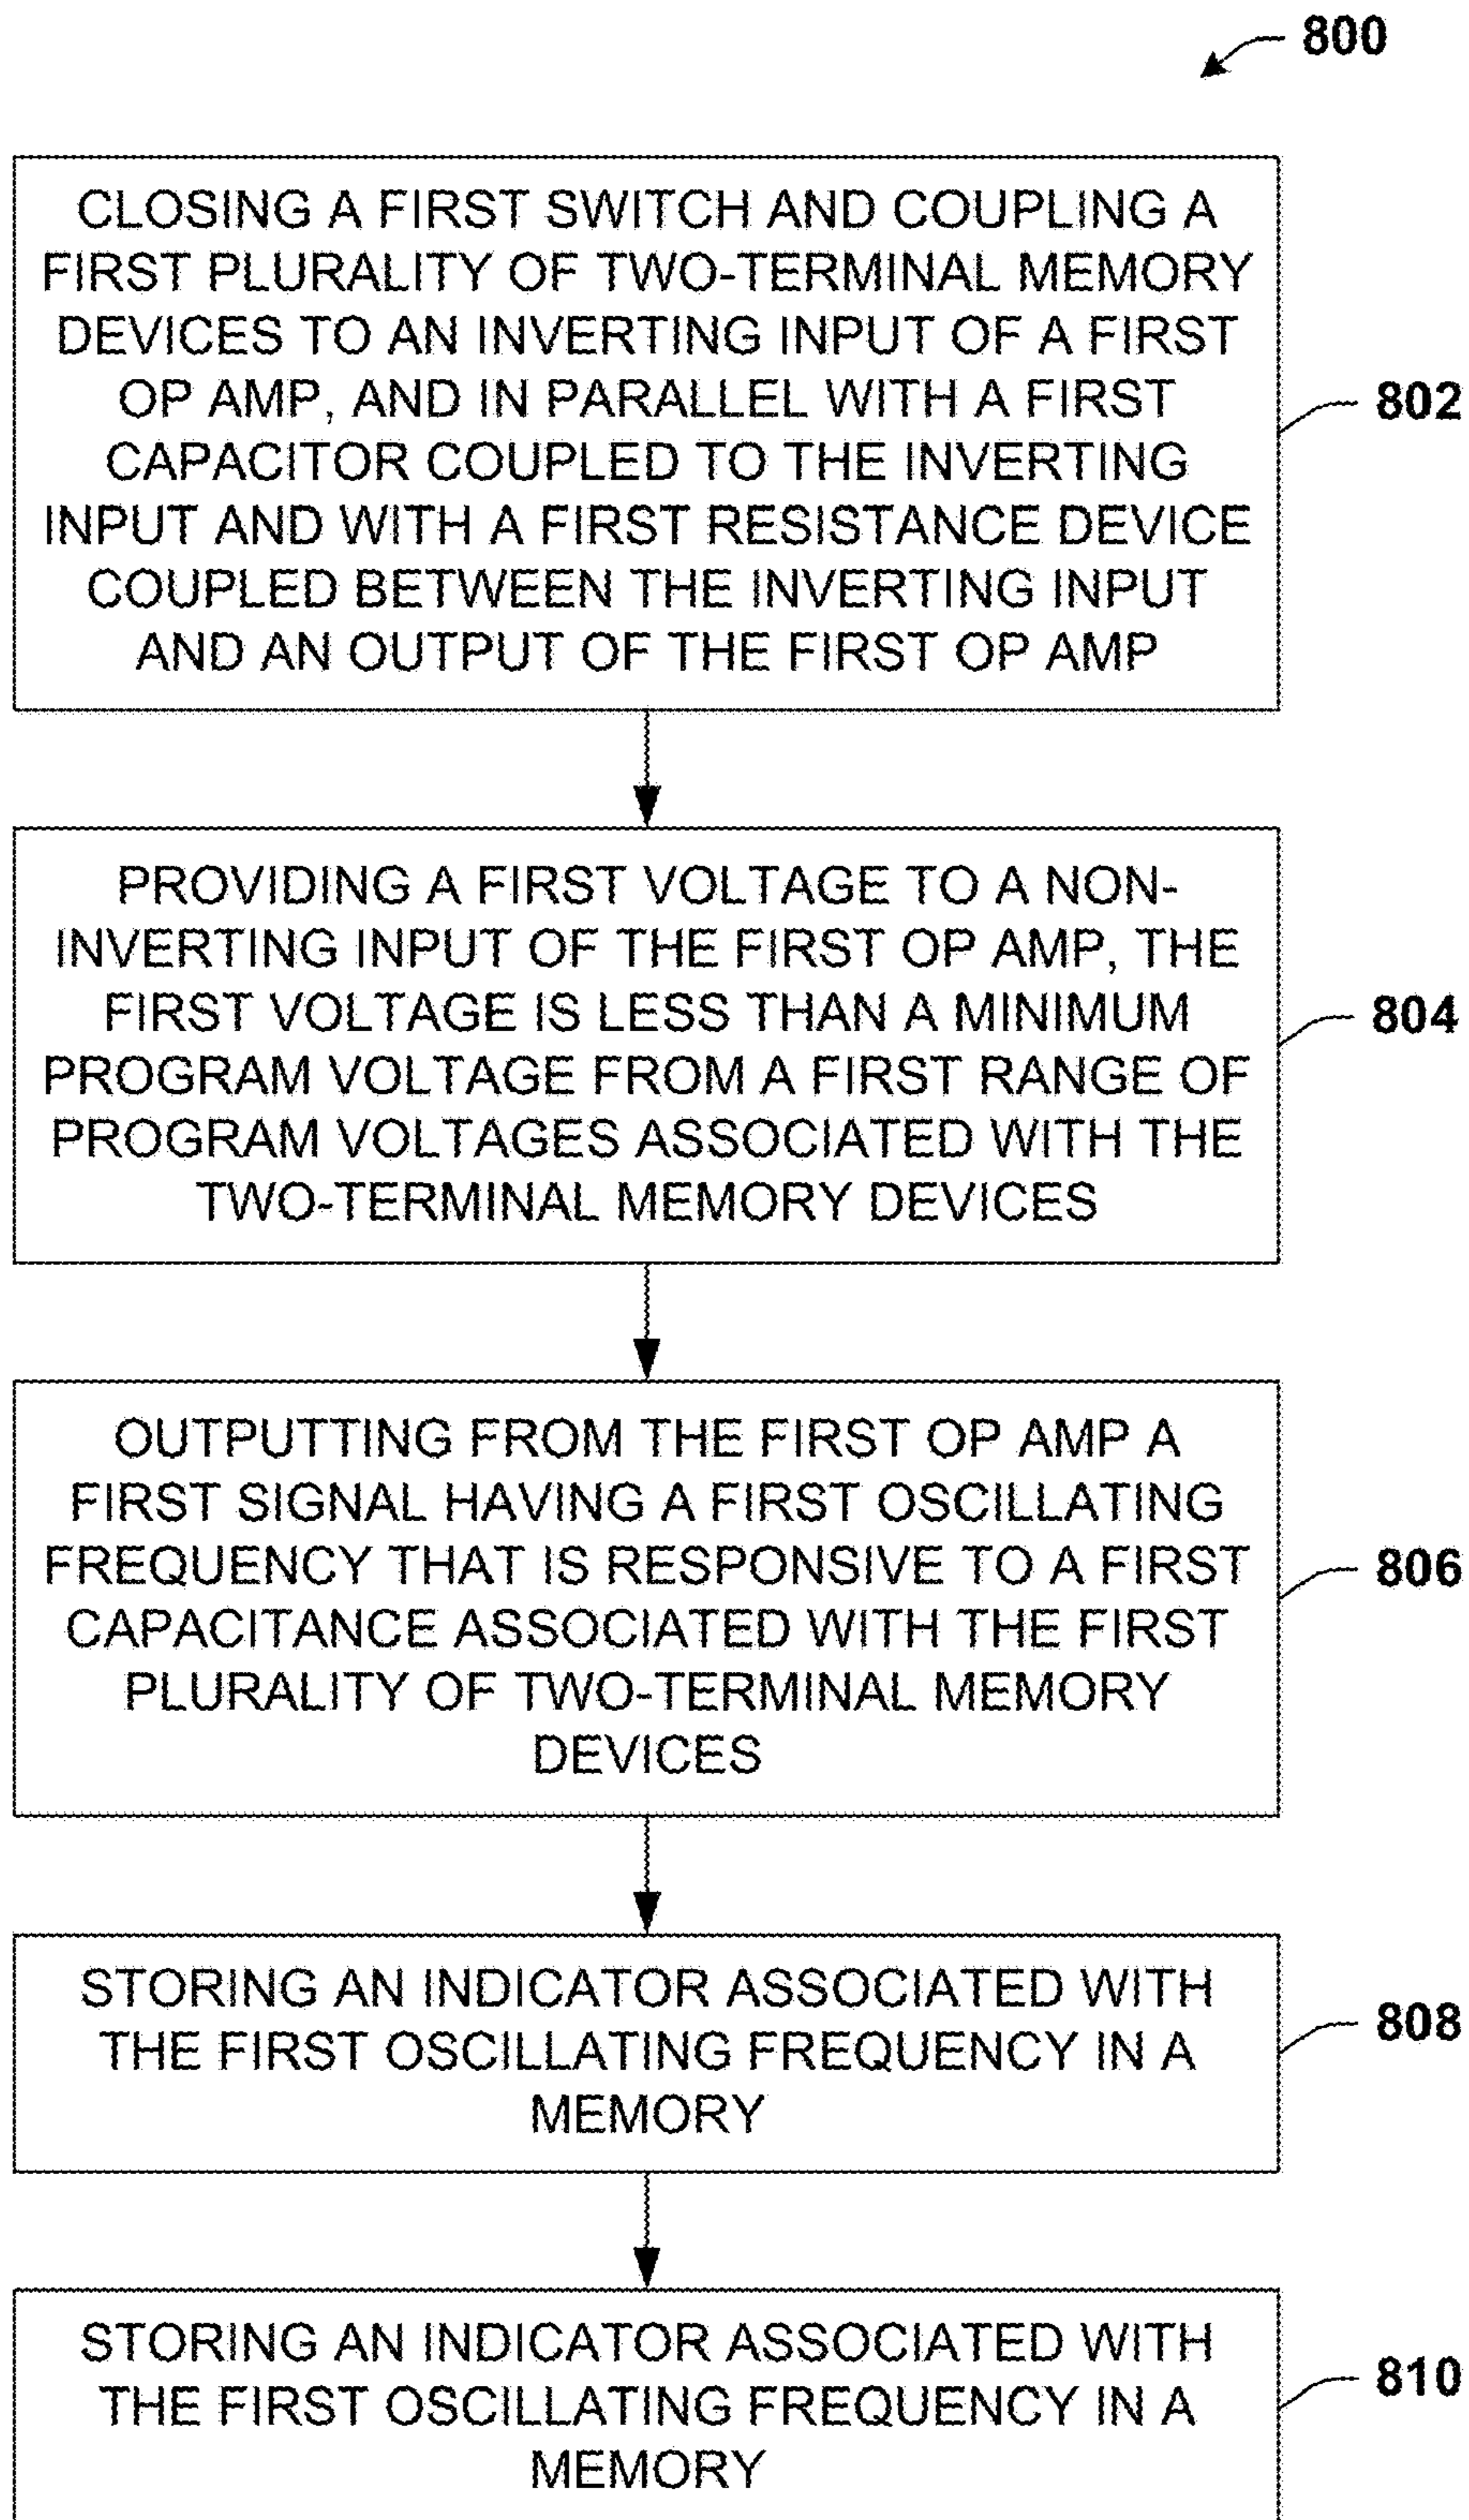 800
CLOSING A FIRST SWITCH AND COUPLING A
FIRST PLURALITY OF TWO-TERMINAL MEMORY
DEVICES TO AN INVERTING INPUT OF A FIRST
OP AMP, AND IN PARALLEL WITH A FIRST
CAPACITOR COUPLED TO THE INVERTING
INPUT AND WITH A FIRST RESISTANCE DEVICE
COUPLED BETWEEN THE INVERTING INPUT
AND AN OUTPUT OF THE FIRST OP AMP
802
PROVIDING A FIRST VOLTAGE TO A NON-
INVERTING INPUT OF THE FIRST OP AMP, THE
FIRST VOLTAGE IS LESS THAN A MINIMUM
PROGRAM VOLTAGE FROM A FIRST RANGE OF
PROGRAM VOLTAGES ASSOCIATED WITH THE
TWO-TERMINAL MEMORY DEVICES
804
OUTPUTTING FROM THE FIRST OP AMP A
FIRST SIGNAL HAVING A FIRST OSCILLATING
FREQUENCY THAT IS RESPONSIVE TO A FIRST
CAPACITANCE ASSOCIATED WITH THE FIRST
PLURALITY OF TWO-TERMINAL MEMORY
DEVICES
806
STORING AN INDICATOR ASSOCIATED WITH
THE FIRST OSCILLATING FREQUENCY IN A
MEMORY
808
STORING AN INDICATOR ASSOCIATED WITH
THE FIRST OSCILLATING FREQUENCY IN A
MEMORY
810